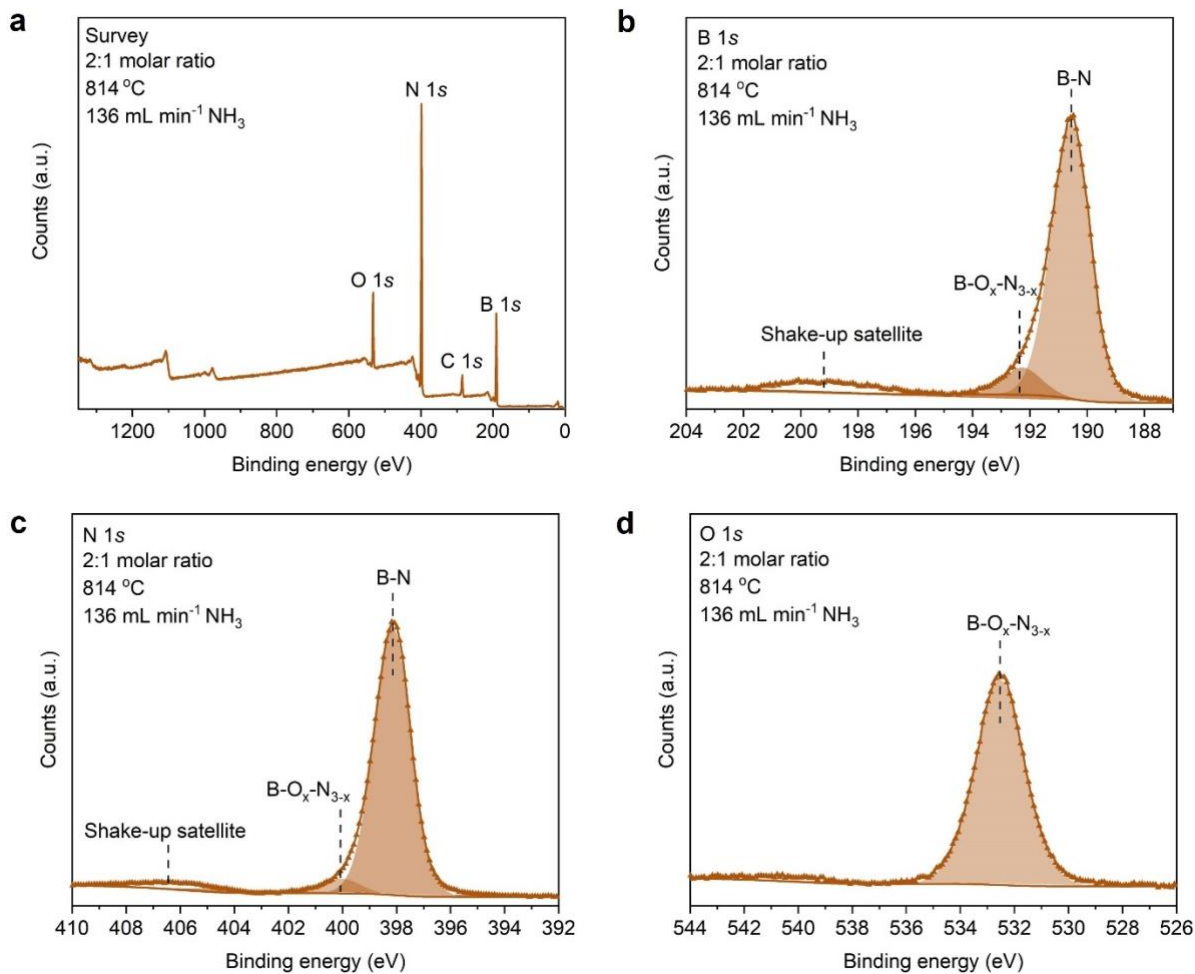 a
Survey
2:1 molar ratio
814 °C
136 mL min⁻¹ NH₃
N 1s
O 1s
B 1s
C 1s
Counts (a.u.)
1200 1000 800 600 400 200 0
Binding energy (eV)
b
B 1s
2:1 molar ratio
814 °C
136 mL min⁻¹ NH₃
B-N
B-Oₓ-N₃₋ₓ
Shake-up satellite
Counts (a.u.)
204 202 200 198 196 194 192 190 188
Binding energy (eV)
c
N 1s
2:1 molar ratio
814 °C
136 mL min⁻¹ NH₃
B-N
B-Oₓ-N₃₋ₓ
Shake-up satellite
Counts (a.u.)
410 408 406 404 402 400 398 396 394 392
Binding energy (eV)
d
O 1s
2:1 molar ratio
814 °C
136 mL min⁻¹ NH₃
B-Oₓ-N₃₋ₓ
Counts (a.u.)
544 542 540 538 536 534 532 530 528 526
Binding energy (eV)